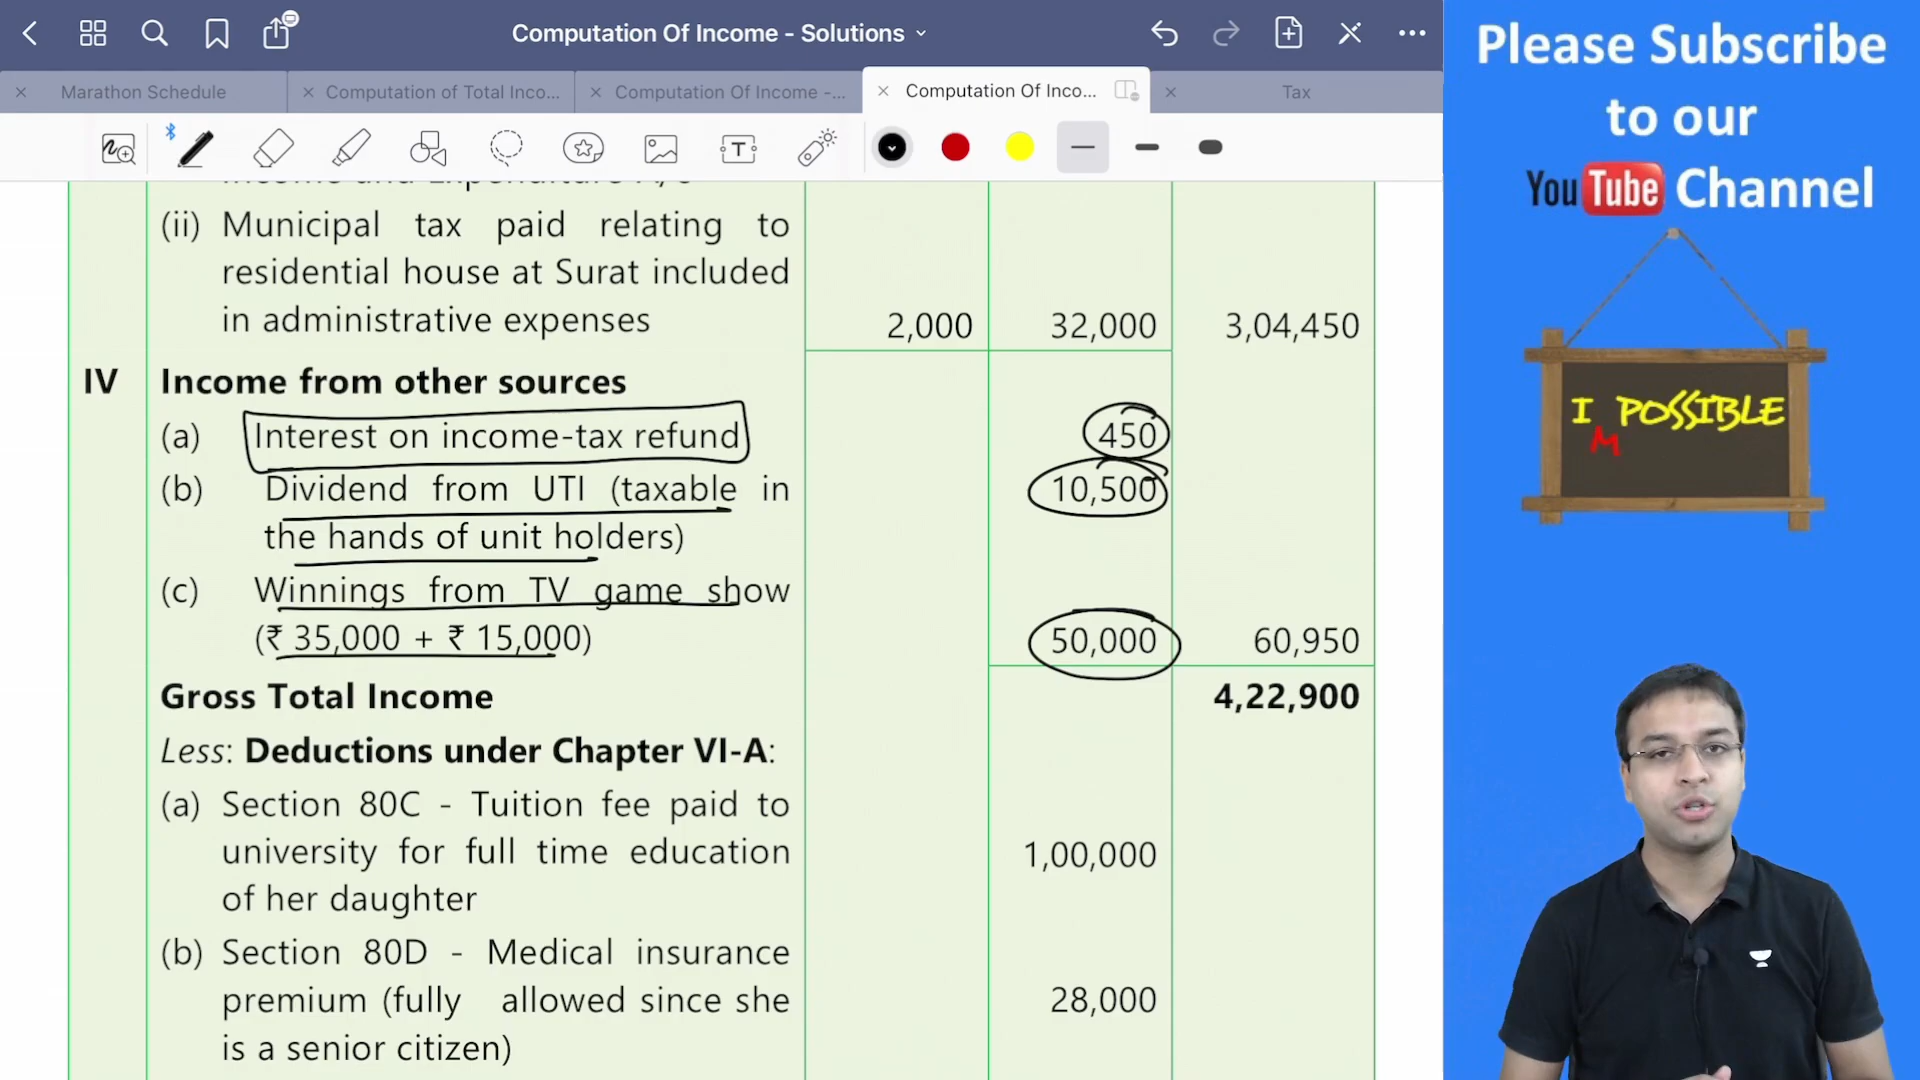 Computation Of Income - Solutions
Marathon Schedule
Computation of Total Inco...
Computation Of Income -...
Computation Of Inco...
Tax
(ii) Municipal tax paid relating to
residential house at Surat included
in administrative expenses 2,000 32,000 3,04,450
IV Income from other sources
(a) Interest on income-tax refund 450
(b) Dividend from UTI (taxable in 10,500
the hands of unit holders)
(c) Winnings from TV game show
(₹ 35,000 + ₹ 15,000) 50,000 60,950
Gross Total Income 4,22,900
Less: Deductions under Chapter VI-A:
(a) Section 80C - Tuition fee paid to
university for full time education 1,00,000
of her daughter
(b) Section 80D - Medical insurance
premium (fully allowed since she 28,000
is a senior citizen)
Please Subscribe
to our
YouTube Channel
I POSSIBLE
M